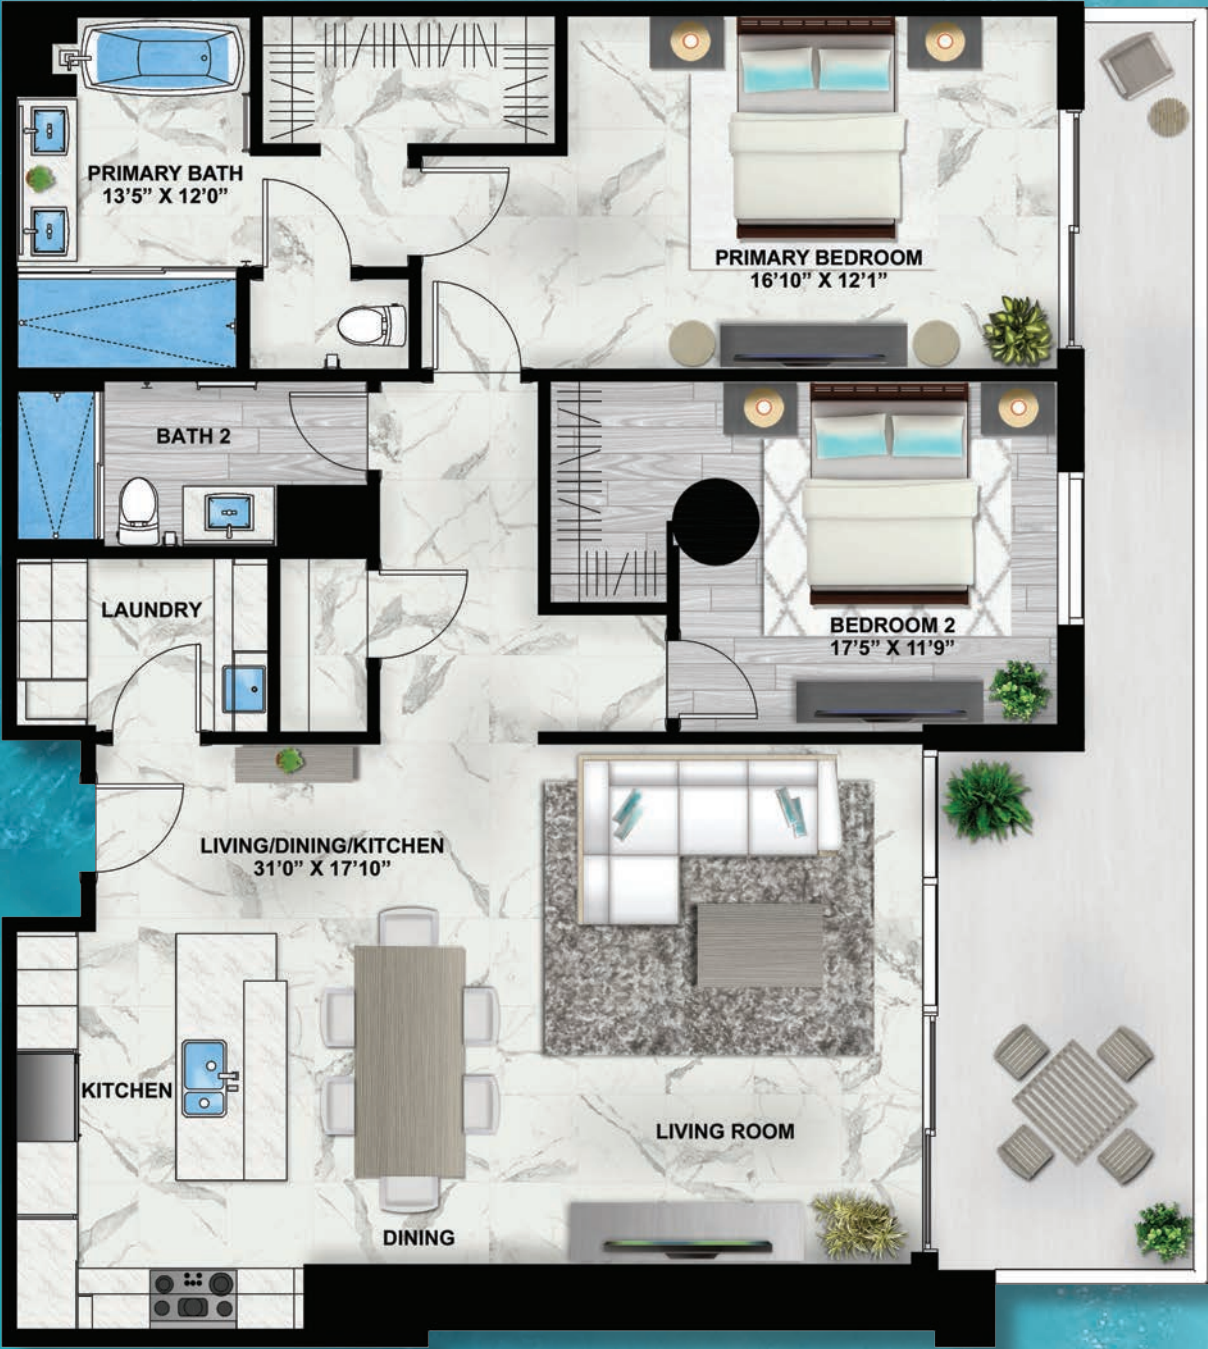 PRIMARY BATH
13’5” X 12’0”
PRIMARY BEDROOM
16’10” X 12’1”
BATH 2
LAUNDRY
BEDROOM 2
17’5” X 11’9”
LIVING/DINING/KITCHEN
31’0” X 17’10”
KITCHEN
LIVING ROOM
DINING